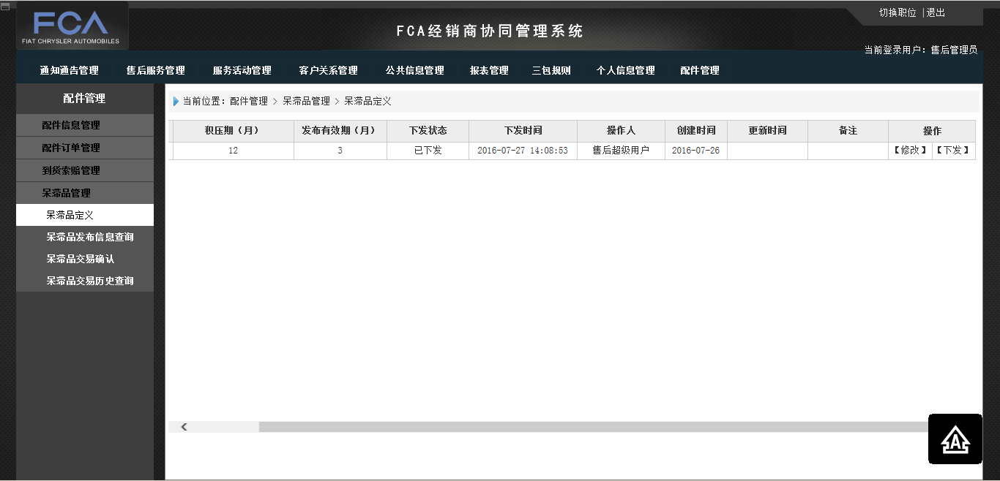 FCA
FIAT CHRYSLER AUTOMOBILES
FCA经销商协同管理系统
切换职位 |退出
当前登录用户: 售后管理员
通知通告管理 售后服务管理 服务活动管理 客户关系管理 公共信息管理 报表管理 三包规则 个人信息管理 配件管理
配件管理
配件信息管理
配件订单管理
到货索赔管理
呆滞品管理
呆滞品定义
呆滞品发布信息查询
呆滞品交易确认
呆滞品交易历史查询
当前位置: 配件管理 > 呆滞品管理 > 呆滞品定义
积压期（月） 发布有效期（月） 下发状态 下发时间 操作人 创建时间 更新时间 备注 操作
12 3 已下发 2016-07-27 14:08:53 售后超级用户 2016-07-26 【修改】 【下发】
A